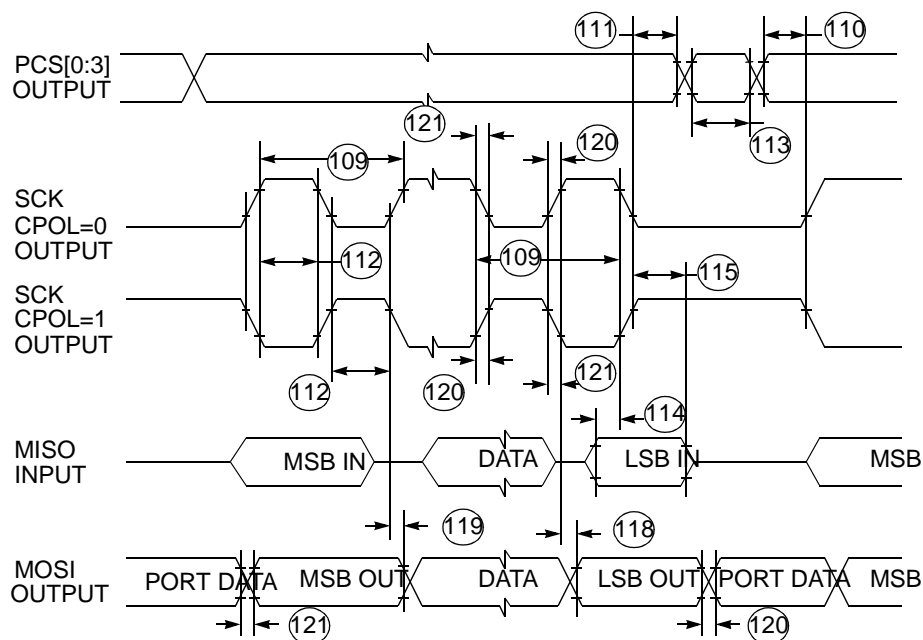 111
110
PCS[0:3]
OUTPUT
121
120
113
109
SCK
CPOL=0
OUTPUT
112
109
115
SCK
CPOL=1
OUTPUT
112
120
121
114
MISO
INPUT
MSB IN
DATA
LSB IN
MSB
119
118
MOSI
OUTPUT
PORT DATA
MSB OUT
DATA
LSB OUT
PORT DATA
MSB
121
120